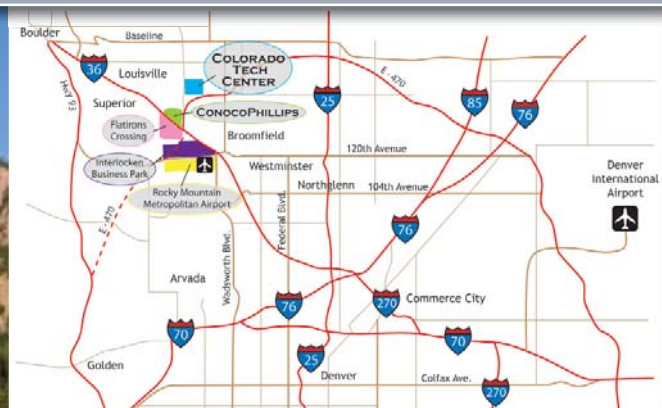 Boulder
Baseline
36
Louisville
COLORADO
TECH
CENTER
E-470
25
85
76
Hwy 93
Superior
CONOCOPHILLIPS
Flatirons
Crossing
Broomfield
120th Avenue
Interlocken
Business Park
Westminster
Denver
International
Airport
Northglenn
104th Avenue
Rocky Mountain
Metropolitan Airport
E-470
Wadsworth Blvd.
Federal Blvd.
76
Arvada
76
270
Commerce City
70
70
Golden
25
Denver
Colfax Ave.
270